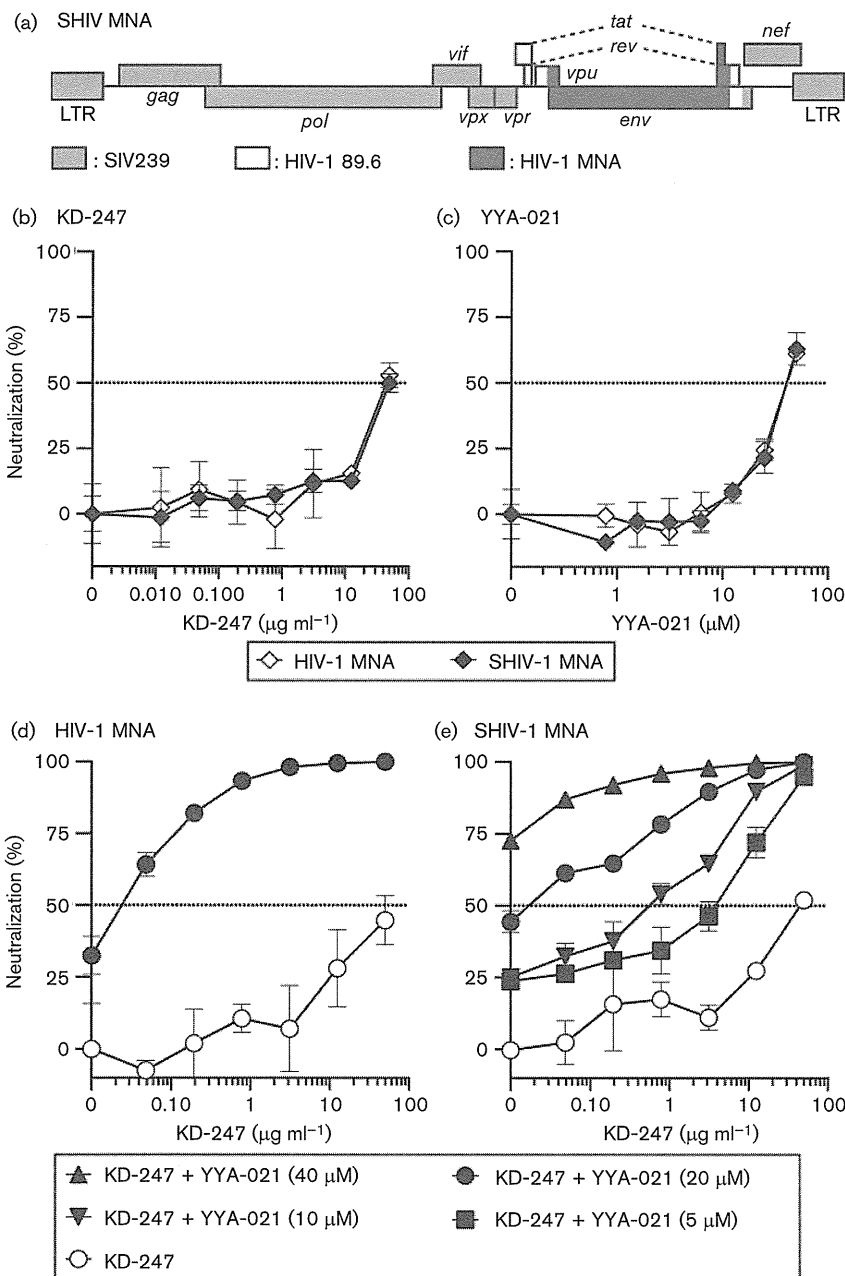 (a) SHIV MNA
tat
nef
vif
rev
vpu
LTR
gag
pol
vpx
vpr
env
LTR
: SIV239
: HIV-1 89.6
: HIV-1 MNA
(b) KD-247
(c) YYA-021
100
75
50
25
0
Neutralization (%)
0
0.010
0.100
1
10
100
KD-247 (μg ml⁻¹)
100
75
50
25
0
0
1
10
100
YYA-021 (μM)
HIV-1 MNA
SHIV-1 MNA
(d) HIV-1 MNA
(e) SHIV-1 MNA
100
75
50
25
0
Neutralization (%)
0
0.10
1
10
100
KD-247 (μg ml⁻¹)
100
75
50
25
0
0
0.10
1
10
100
KD-247 (μg ml⁻¹)
KD-247 + YYA-021 (40 μM)
KD-247 + YYA-021 (20 μM)
KD-247 + YYA-021 (10 μM)
KD-247 + YYA-021 (5 μM)
KD-247